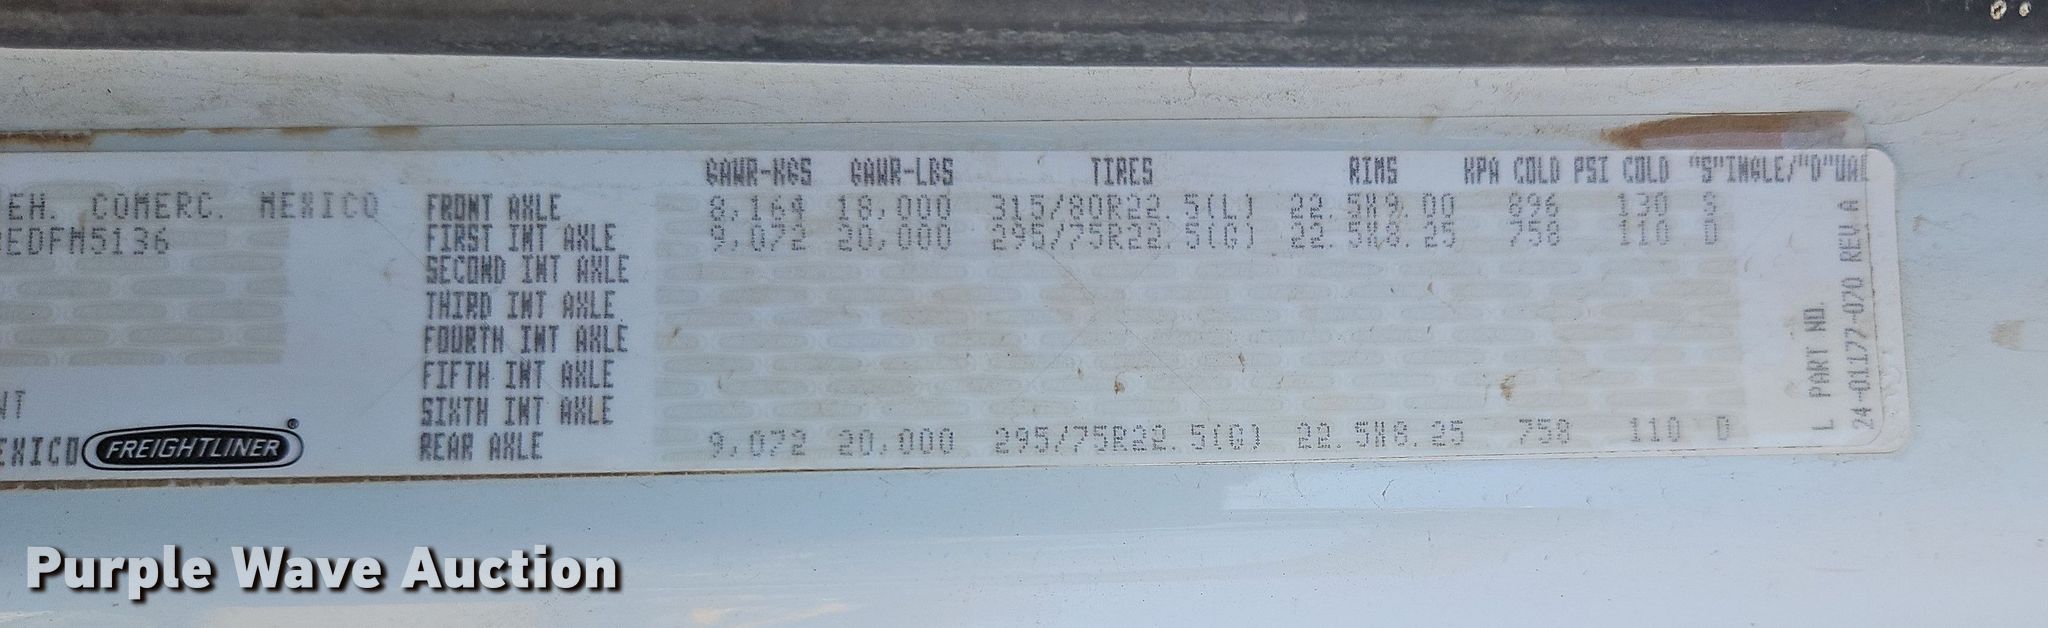 GAWR-KGS GAWR-LBS TIRES RIMS KPA COLD PSI COLD "S"INGLE/"D"UAL
EH. COMERC. MEXICO FRONT AXLE 8,164 18,000 315/80R22.5(L) 22.5X9.00 896 130 S
EDFM5136 FIRST INT AXLE 9,072 20,000 295/75R22.5(G) 22.5X8.25 758 110 D
SECOND INT AXLE
THIRD INT AXLE
FOURTH INT AXLE
FIFTH INT AXLE
NT SIXTH INT AXLE
EXICO FREIGHTLINER® REAR AXLE 9,072 20,000 295/75R22.5(G) 22.5X8.25 758 110 D
L PART NO.
24-01177-070 REV A
Purple Wave Auction